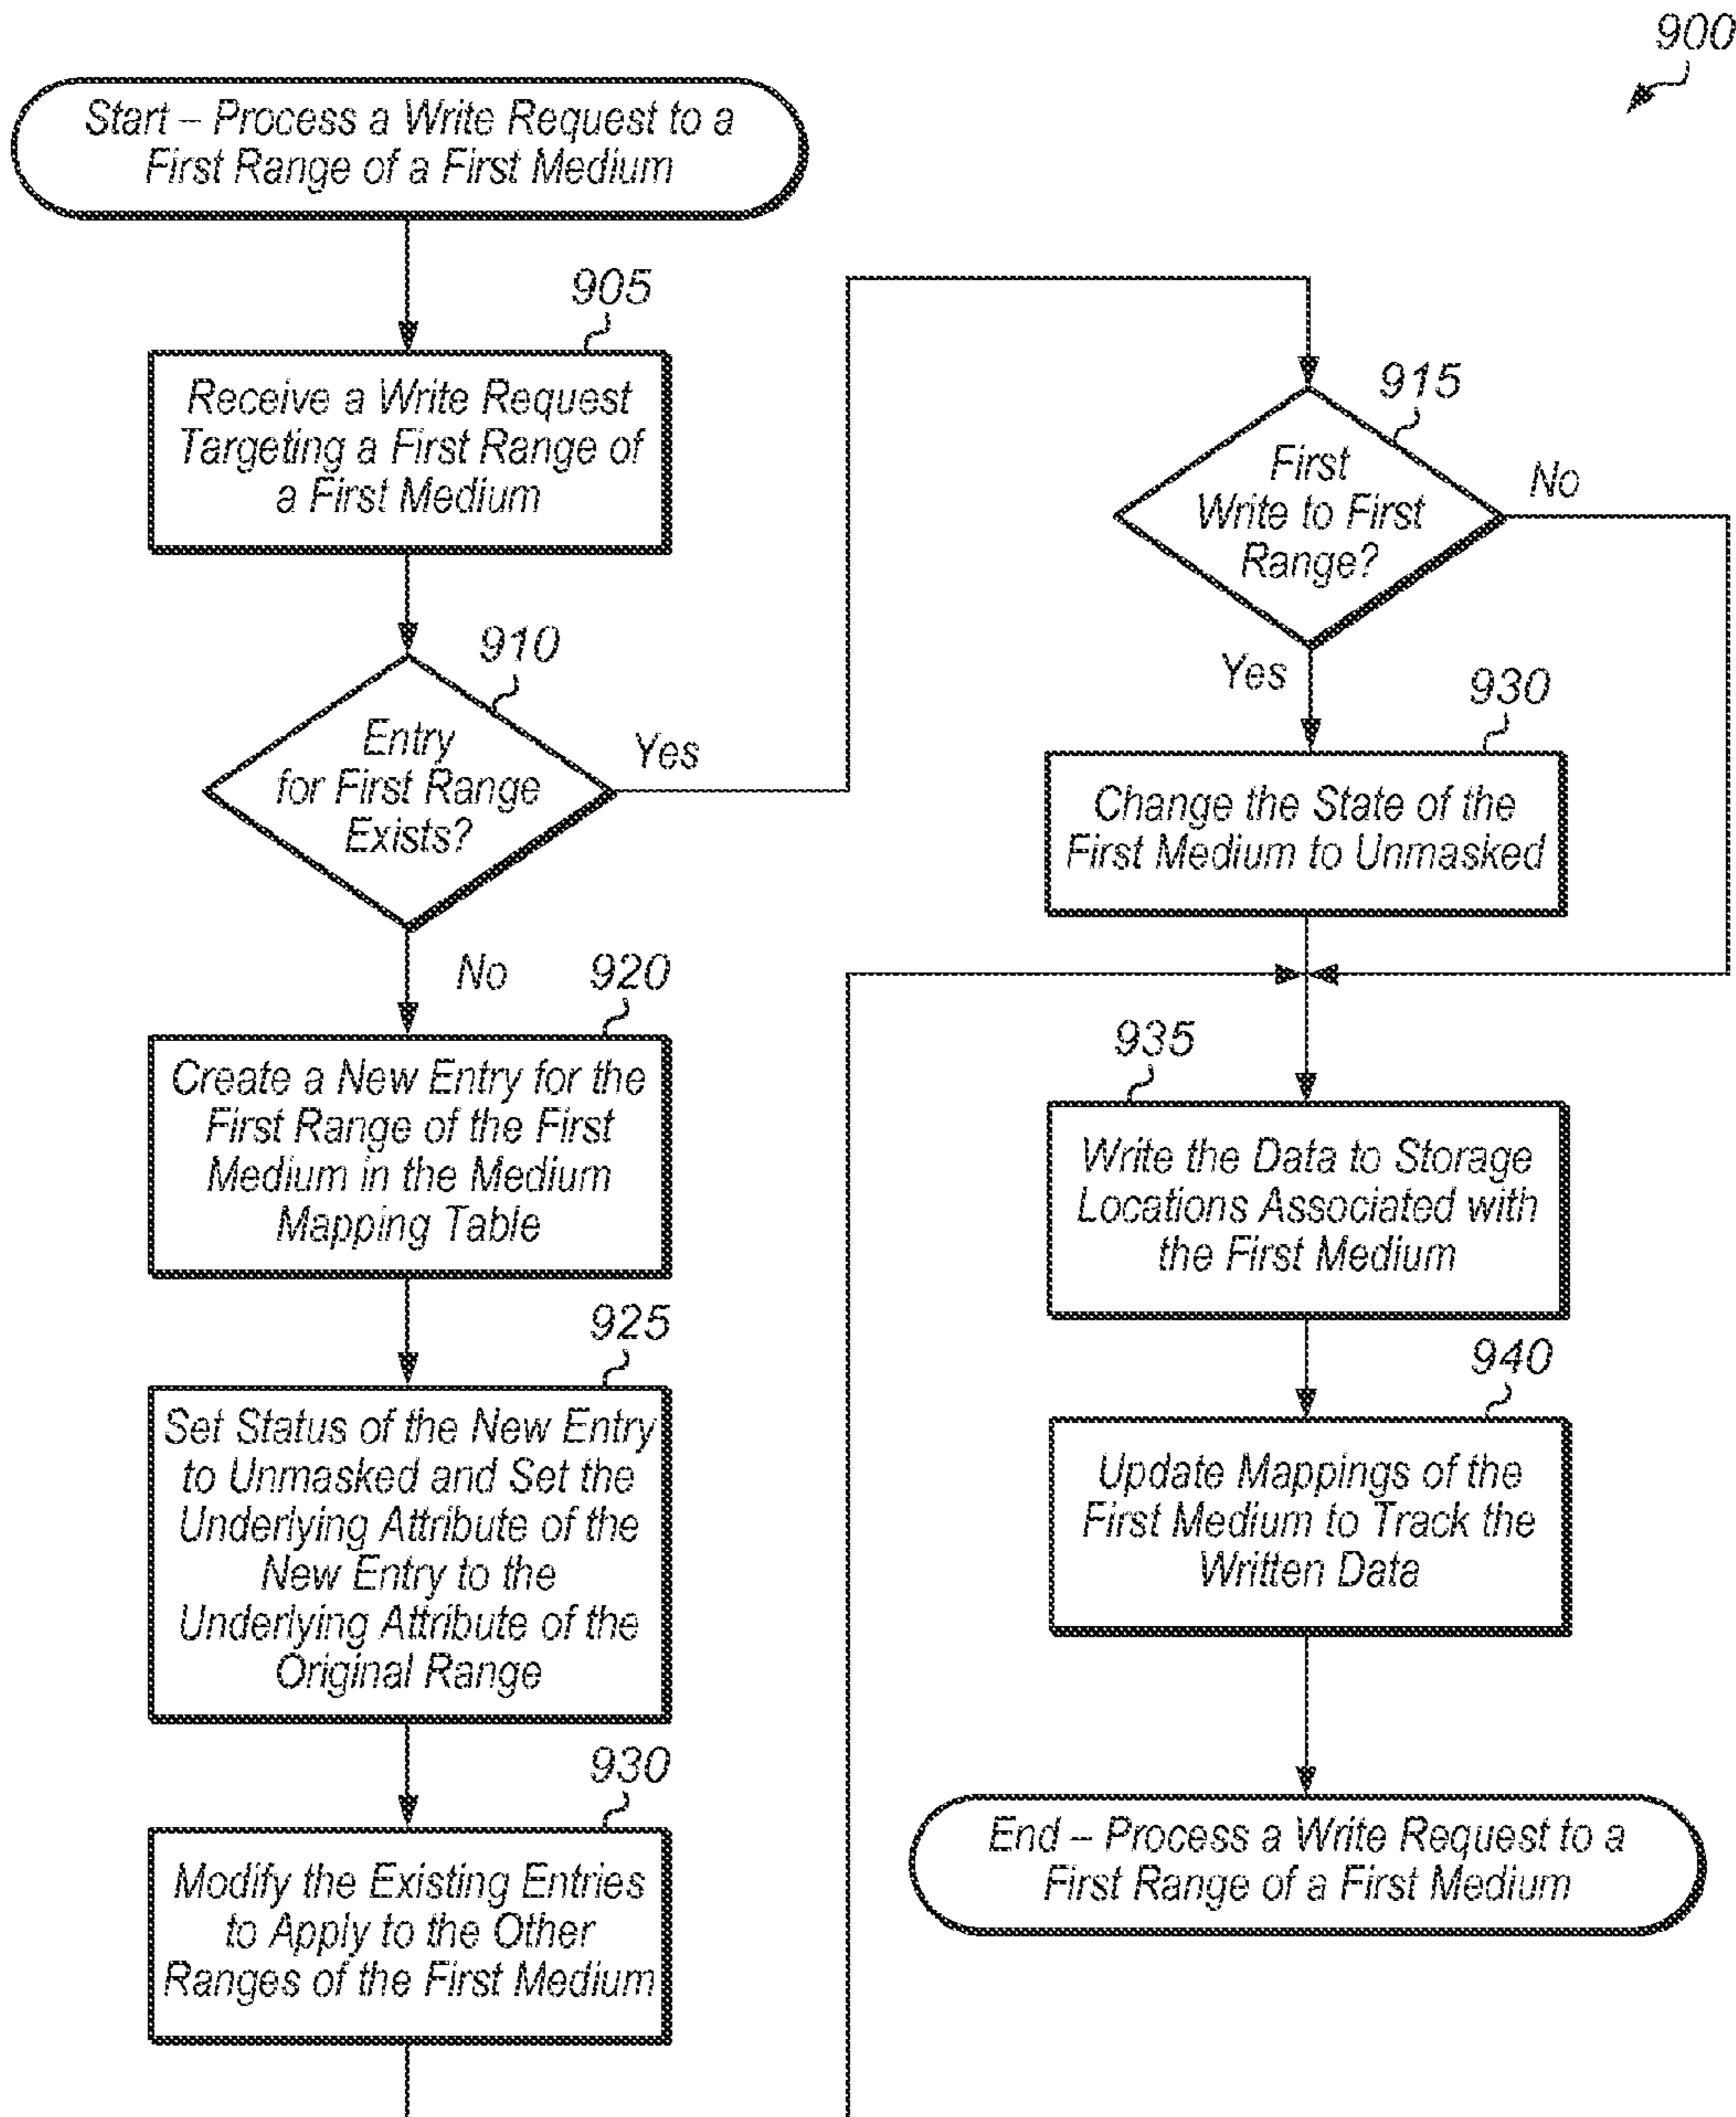 900
Start – Process a Write Request to a
First Range of a First Medium
905
Receive a Write Request
Targeting a First Range of
a First Medium
910
Entry
for First Range
Exists?
Yes
No
920
Create a New Entry for the
First Range of the First
Medium in the Medium
Mapping Table
925
Set Status of the New Entry
to Unmasked and Set the
Underlying Attribute of the
New Entry to the
Underlying Attribute of the
Original Range
930
Modify the Existing Entries
to Apply to the Other
Ranges of the First Medium
915
First
Write to First
Range?
No
Yes
930
Change the State of the
First Medium to Unmasked
935
Write the Data to Storage
Locations Associated with
the First Medium
940
Update Mappings of the
First Medium to Track the
Written Data
End – Process a Write Request to a
First Range of a First Medium